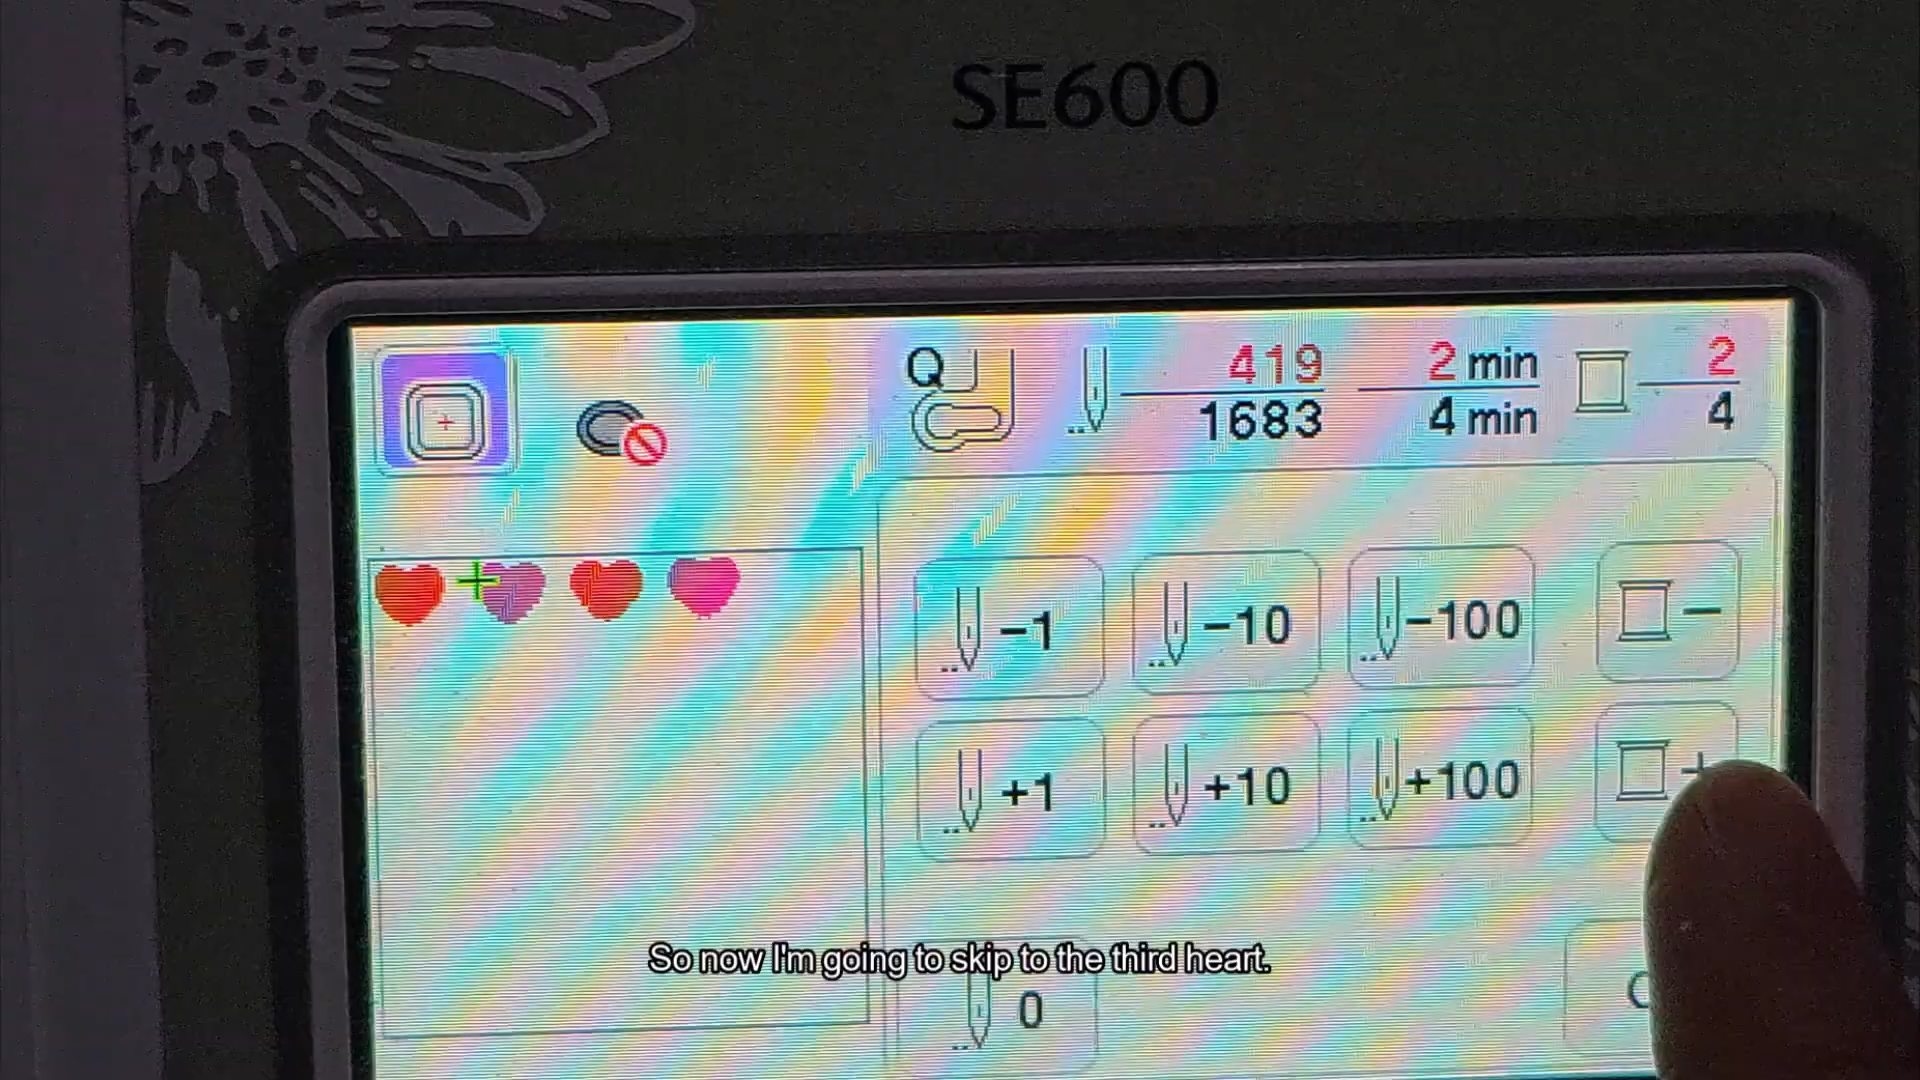 SE600
Q
419
1683
2 min
4 min
2
4
-1
-10
-100
-
+1
+10
+100
+
So now I'm going to skip to the third heart.
0